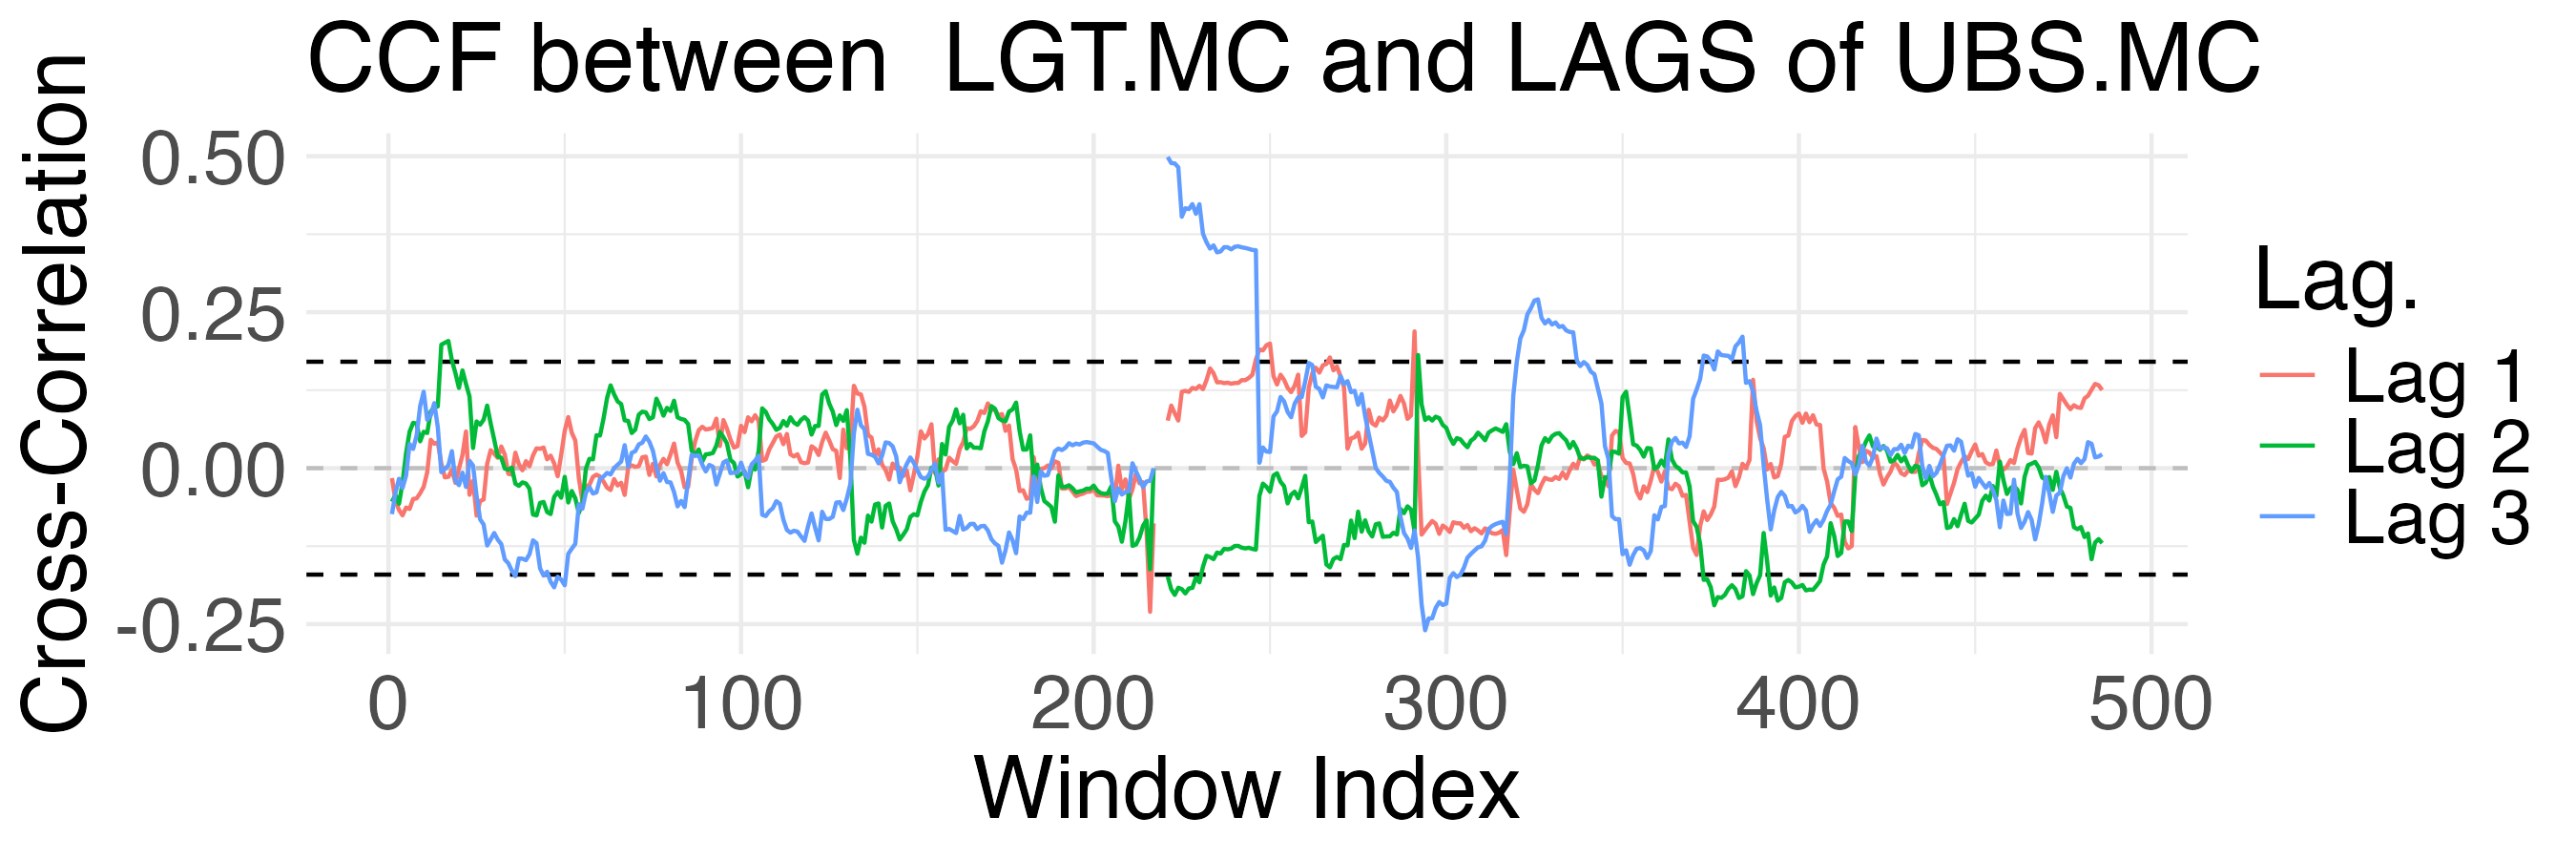 CCF between  LGT.MC and LAGS of UBS.MC
Cross-Correlation
0.50
0.25
0.00
-0.25
0 100 200 300 400 500
Window Index
Lag.
Lag 1
Lag 2
Lag 3